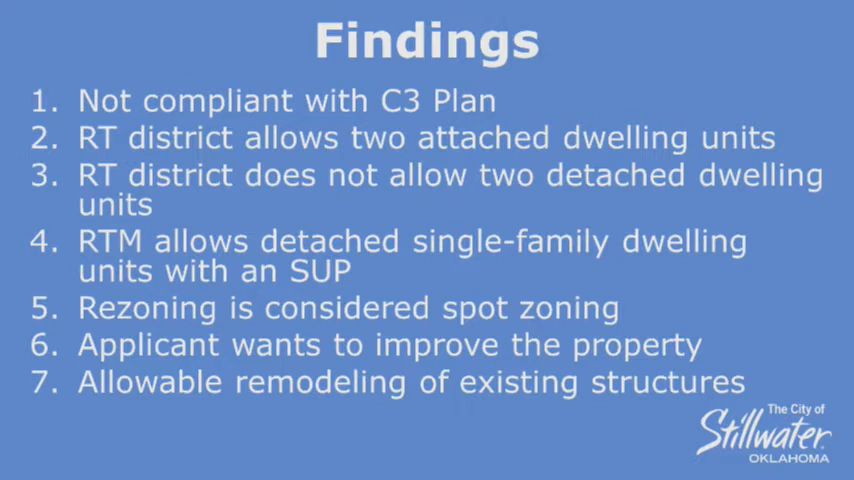 Findings
1. Not compliant with C3 Plan
2. RT district allows two attached dwelling units
3. RT district does not allow two detached dwelling
units
4. RTM allows detached single-family dwelling
units with an SUP
5. Rezoning is considered spot zoning
6. Applicant wants to improve the property
7. Allowable remodeling of existing structures
The City of
Stillwater
OKLAHOMA